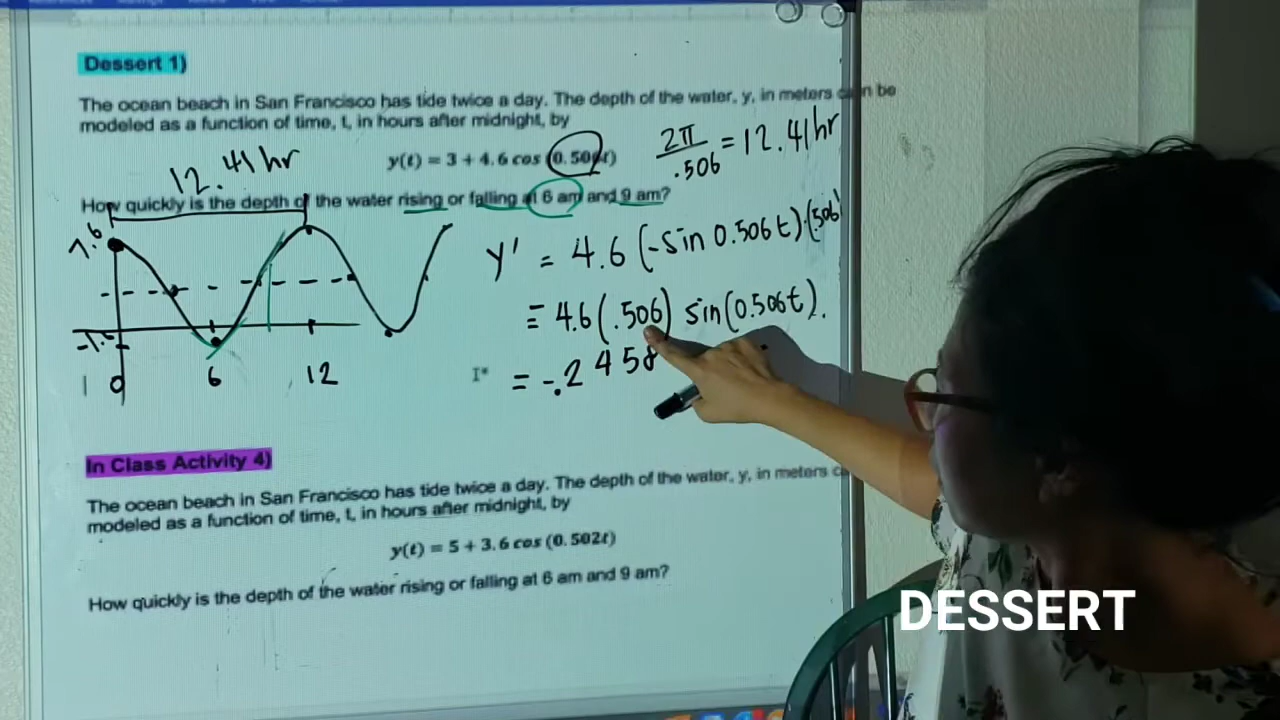 Dessert 1)
The ocean beach in San Francisco has tide twice a day. The depth of the water, y, in meters can be
modeled as a function of time, t, in hours after midnight, by
y(t) = 3 + 4.6 cos (0.506t)
2π/.506 = 12.41 hr
12.41 hr
How quickly is the depth of the water rising or falling at 6 am and 9 am?
7.6
y' = 4.6 (-sin 0.506t)·(.506)
= 4.6 (.506) sin(0.506t).
= -.2458
0 6 12
In Class Activity 4)
The ocean beach in San Francisco has tide twice a day. The depth of the water, y, in meters
modeled as a function of time, t, in hours after midnight, by
y(t) = 5 + 3.6 cos (0.502t)
How quickly is the depth of the water rising or falling at 6 am and 9 am?
DESSERT